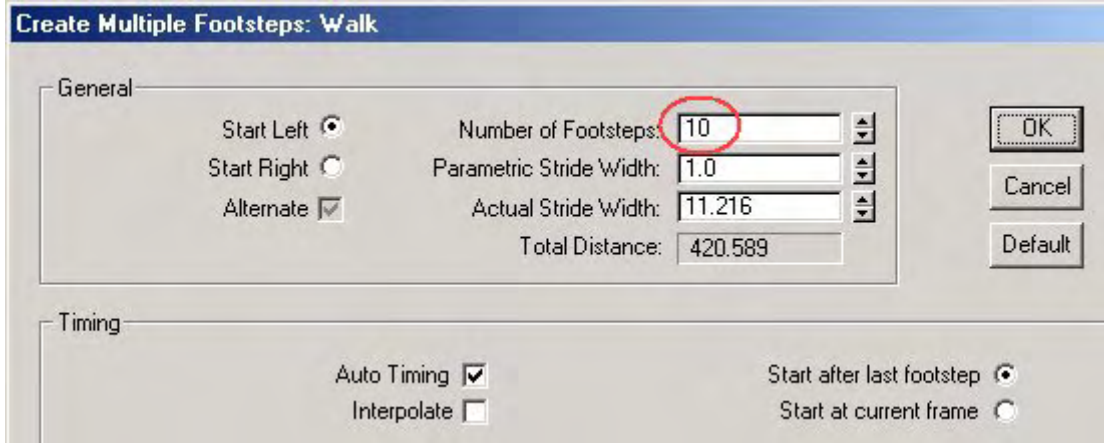 Create Multiple Footsteps: Walk
General
Start Left
Number of Footsteps: 10
OK
Start Right
Parametric Stride Width: 1.0
Cancel
Alternate
Actual Stride Width: 11.216
Total Distance: 420.589
Default
Timing
Auto Timing
Start after last footstep
Interpolate
Start at current frame